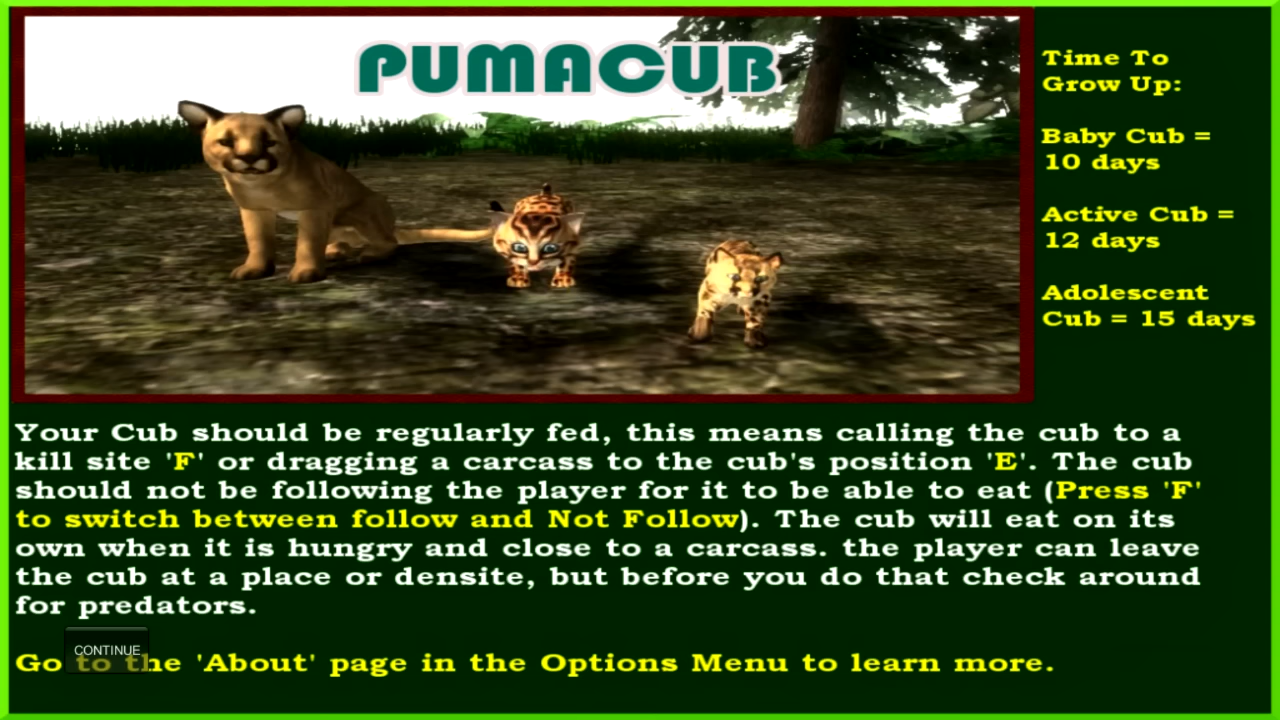 PUMACUB
Time To
Grow Up:
Baby Cub =
10 days
Active Cub =
12 days
Adolescent
Cub = 15 days
Your Cub should be regularly fed, this means calling the cub to a
kill site 'F' or dragging a carcass to the cub's position 'E'. The cub
should not be following the player for it to be able to eat (Press 'F'
to switch between follow and Not Follow). The cub will eat on its
own when it is hungry and close to a carcass. the player can leave
the cub at a place or densite, but before you do that check around
for predators.
CONTINUE
Go to the 'About' page in the Options Menu to learn more.